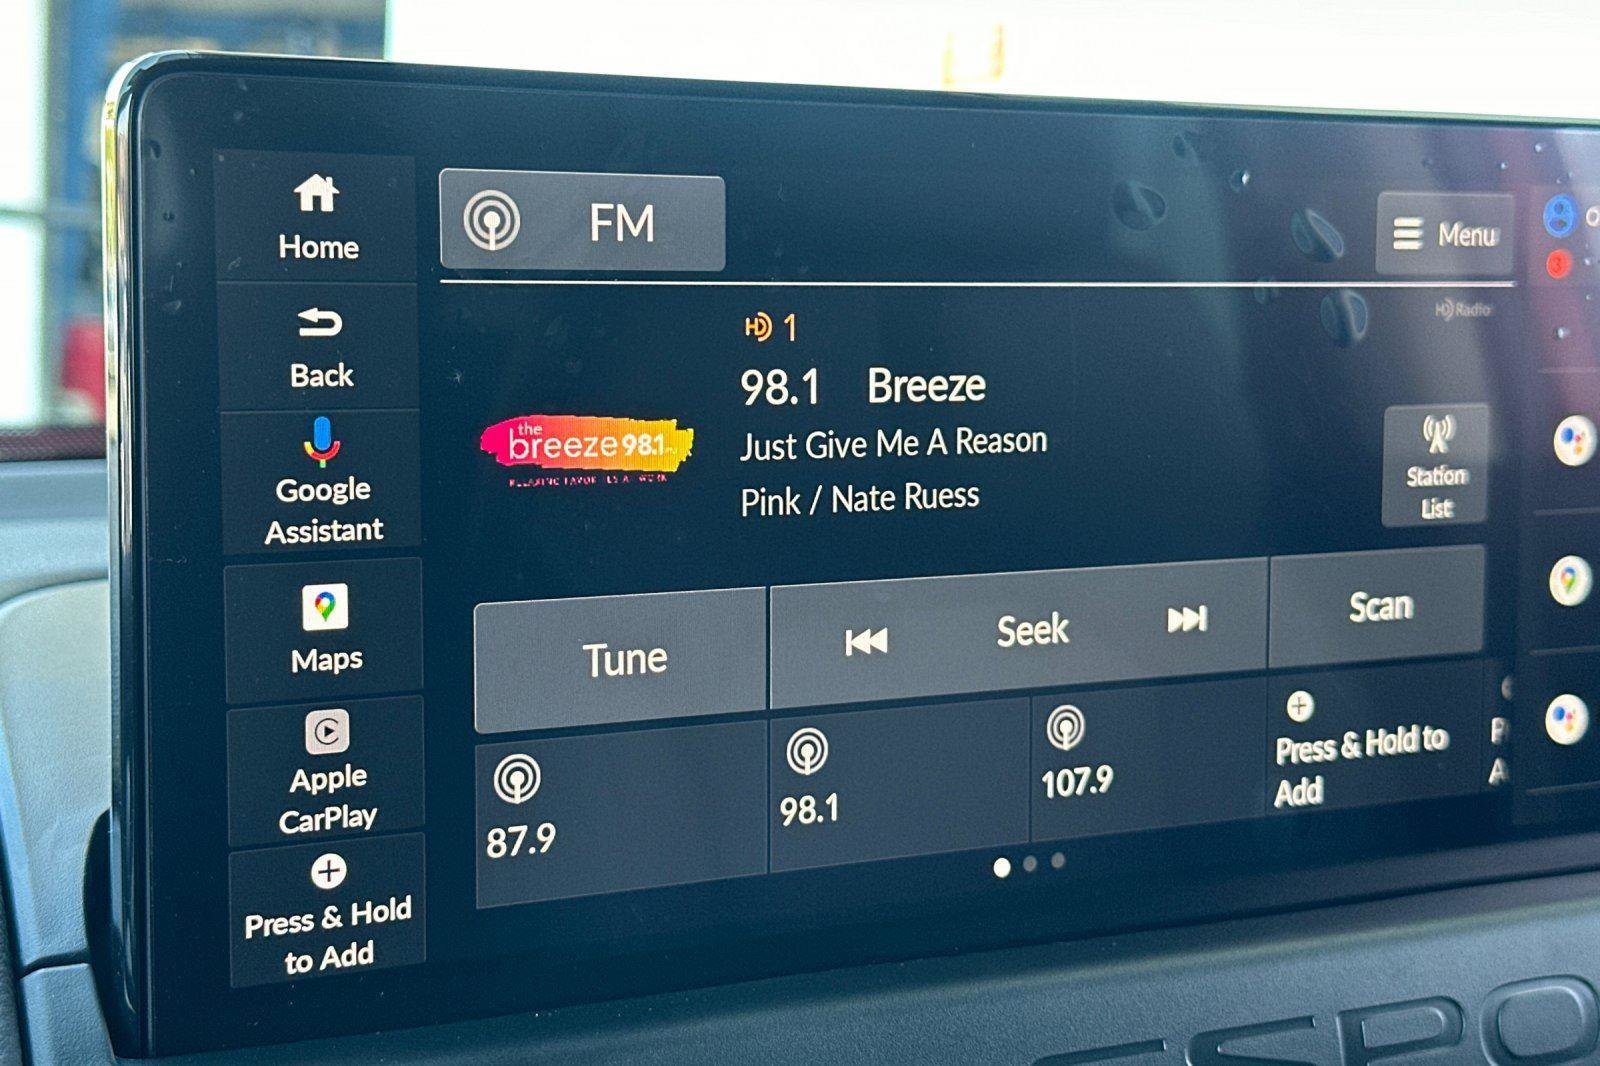 Home
Back
Google
Assistant
Maps
Apple
CarPlay
Press & Hold
to Add
FM
Menu
HD Radio
HD 1
98.1 Breeze
Just Give Me A Reason
Pink / Nate Ruess
the
breeze 98.1
Station
List
Tune
Seek
Scan
87.9
98.1
107.9
Press & Hold to
Add
3